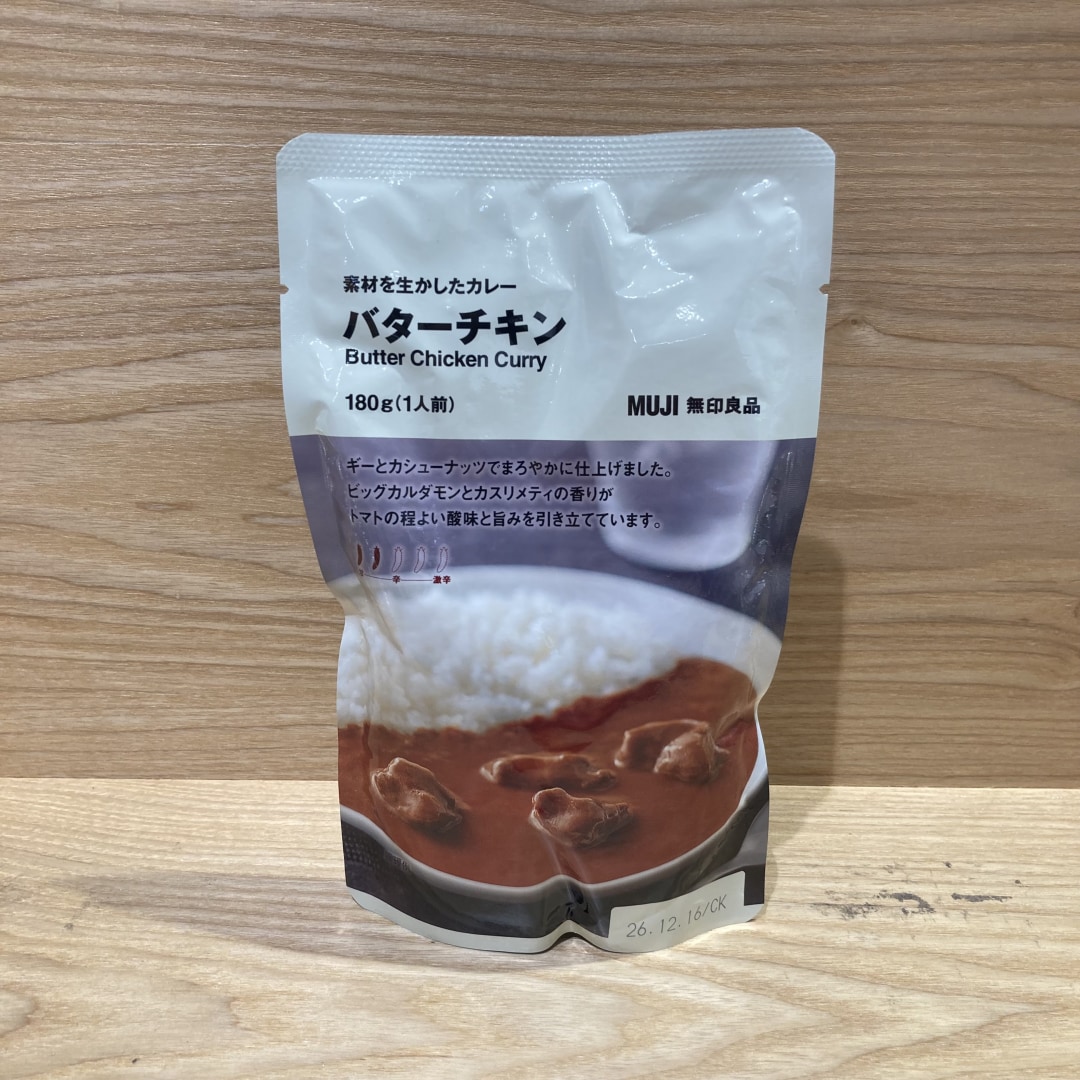 素材を生かしたカレー
バターチキン
Butter Chicken Curry
180g(1人前)
MUJI 無印良品
ギーとカシューナッツでまろやかに仕上げました。
ビッグカルダモンとカスリメティの香りが
トマトの程よい酸味と旨みを引き立てています。
辛 激辛
26.12.16/CK